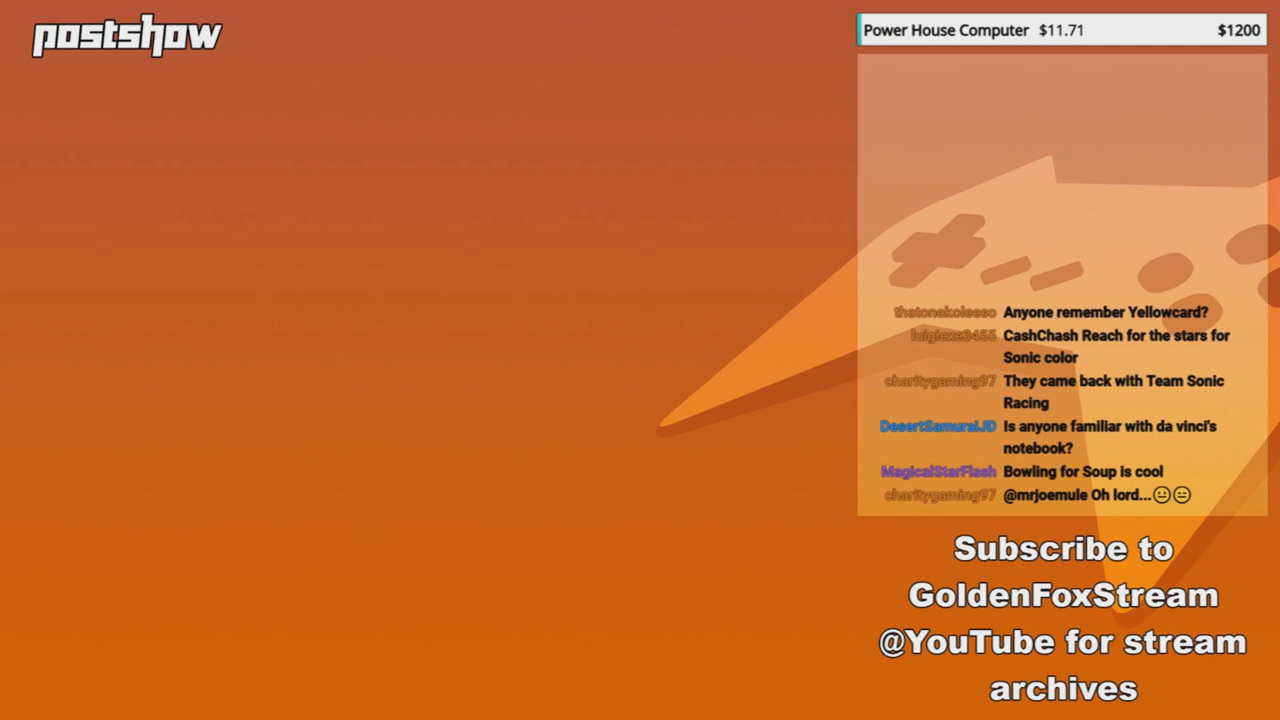 postshow
Power House Computer $11.71 $1200
thatonekoleeso Anyone remember Yellowcard?
luigiexe3455 CashChash Reach for the stars for
Sonic color
charitygaming97 They came back with Team Sonic
Racing
DesertSamuraiJD Is anyone familiar with da vinci's
notebook?
MagicalStarFlash Bowling for Soup is cool
charitygaming97 @mrjoemule Oh lord...😐😑
Subscribe to
GoldenFoxStream
@YouTube for stream
archives